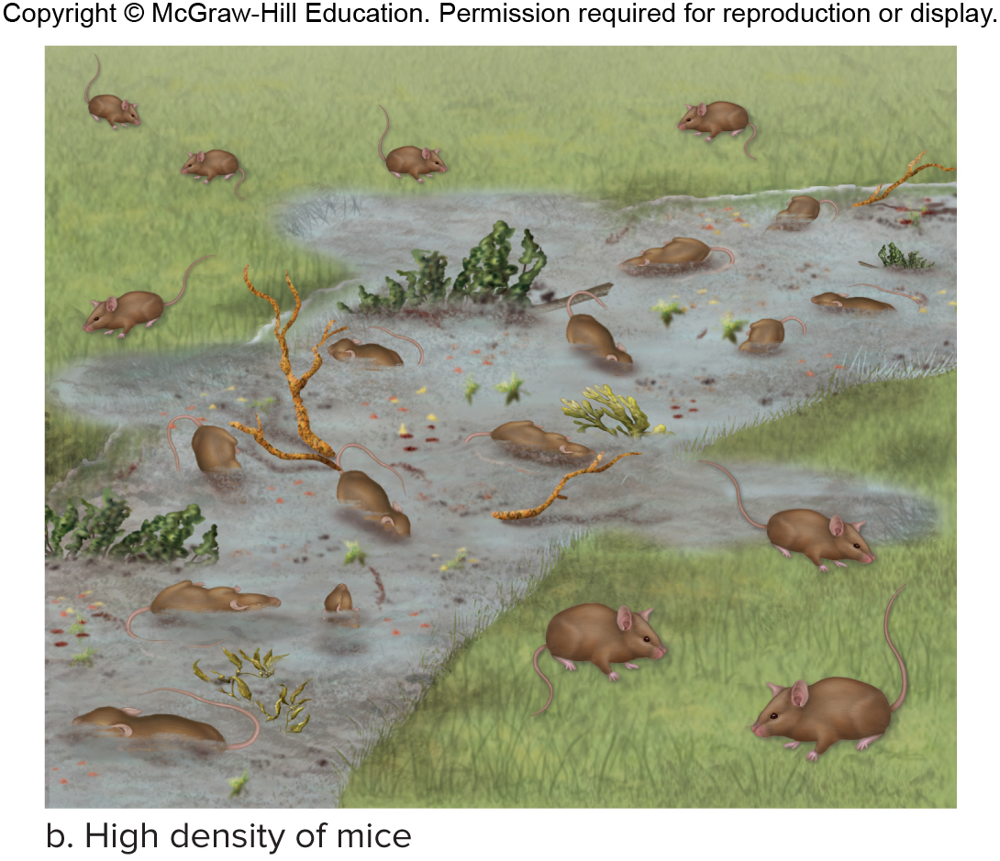 Copyright © McGraw-Hill Education. Permission required for reproduction or display.
b. High density of mice